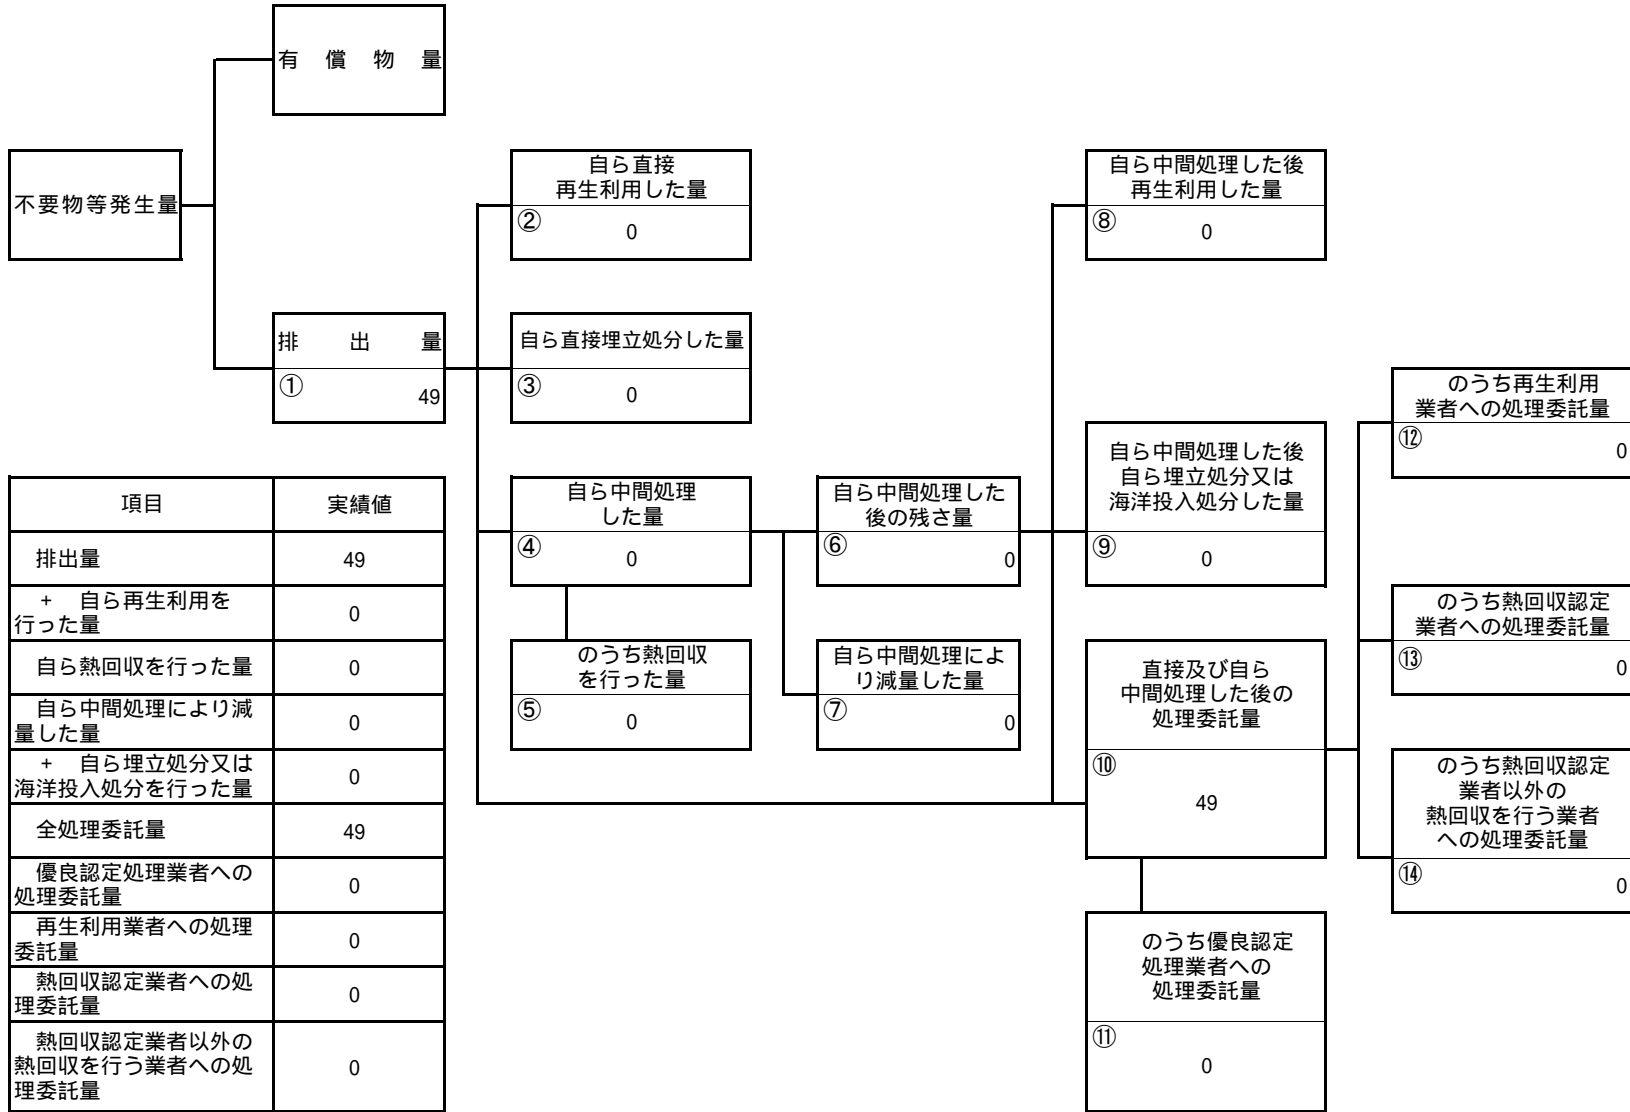 有　償　物　量
不要物等発生量
自ら直接
再生利用した量
② 0
自ら中間処理した後
再生利用した量
⑧ 0
排　出　量
① 49
自ら直接埋立処分した量
③ 0
のうち再生利用
業者への処理委託量
⑫ 0
自ら中間処理
した量
④ 0
自ら中間処理した
後の残さ量
⑥ 0
自ら中間処理した後
自ら埋立処分又は
海洋投入処分した量
⑨ 0
のうち熱回収認定
業者への処理委託量
⑬ 0
のうち熱回収
を行った量
⑤ 0
自ら中間処理によ
り減量した量
⑦ 0
直接及び自ら
中間処理した後の
処理委託量
⑩
49
のうち熱回収認定
業者以外の
熱回収を行う業者
への処理委託量
⑭ 0
のうち優良認定
処理業者への
処理委託量
⑪
0
項目 実績値
排出量 49
+　自ら再生利用を
行った量 0
自ら熱回収を行った量 0
自ら中間処理により減
量した量 0
+　自ら埋立処分又は
海洋投入処分を行った量 0
全処理委託量 49
優良認定処理業者への
処理委託量 0
再生利用業者への処理
委託量 0
熱回収認定業者への処
理委託量 0
熱回収認定業者以外の
熱回収を行う業者への処
理委託量 0